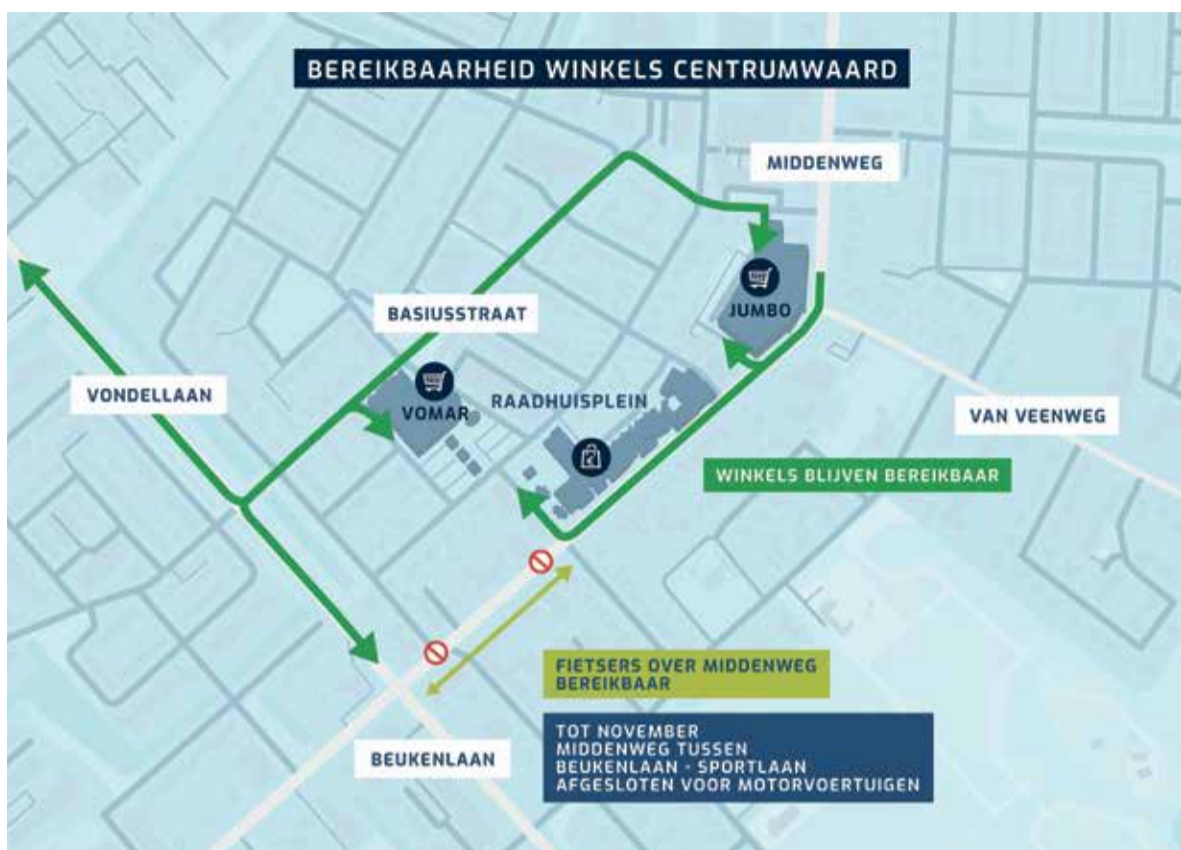 BEREIKBAARHEID WINKELS CENTRUMWAARD
MIDDENWEG
JUMBO
BASIUSSTRAAT
VONDELLAAN
VOMAR
RAADHUISPLEIN
VAN VEENWEG
WINKELS BLIJVEN BEREIKBAAR
FIETSERS OVER MIDDENWEG
BEREIKBAAR
TOT NOVEMBER
MIDDENWEG TUSSEN
BEUKENLAAN - SPORTLAAN
AFGESLOTEN VOOR MOTORVOERTUIGEN
BEUKENLAAN